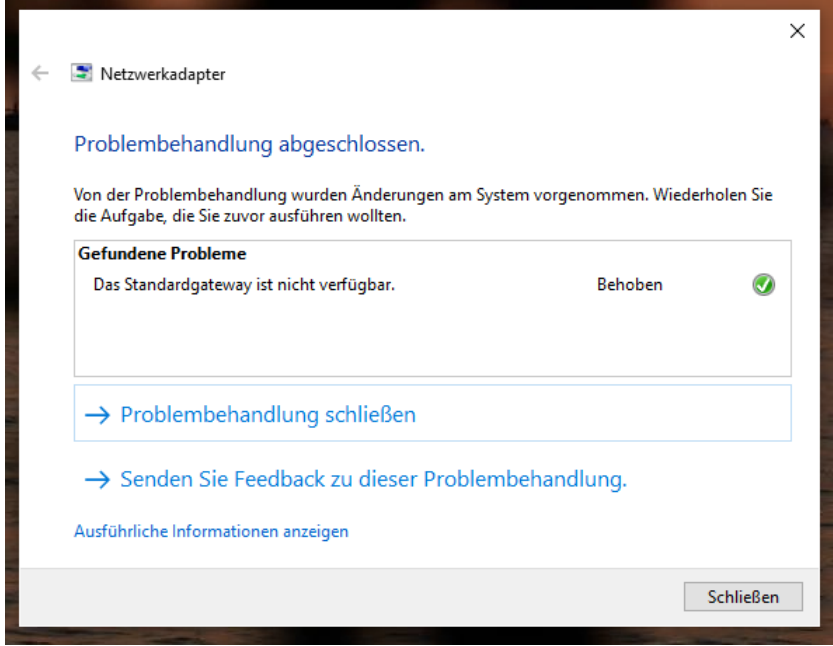 Netzwerkadapter
Problembehandlung abgeschlossen.
Von der Problembehandlung wurden Änderungen am System vorgenommen. Wiederholen Sie
die Aufgabe, die Sie zuvor ausführen wollten.
Gefundene Probleme
Das Standardgateway ist nicht verfügbar. Behoben
Problembehandlung schließen
Senden Sie Feedback zu dieser Problembehandlung.
Ausführliche Informationen anzeigen
Schließen